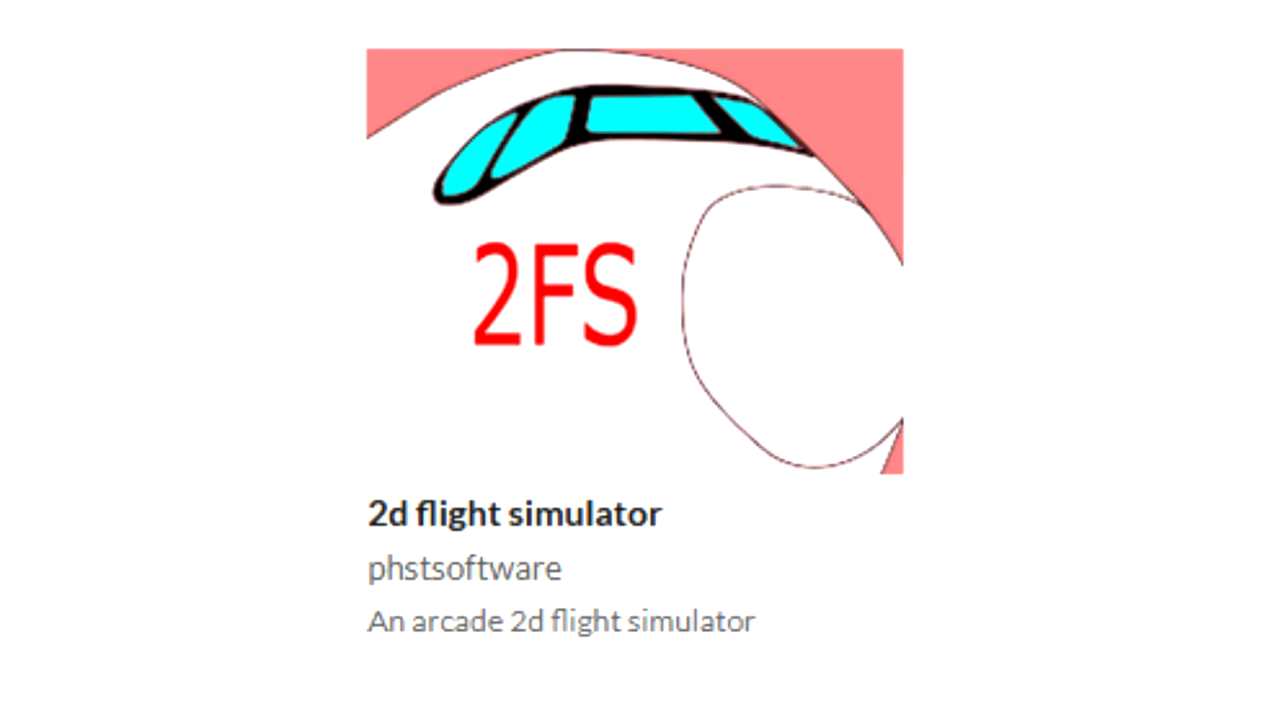 2FS
2d flight simulator
phstsoftware
An arcade 2d flight simulator